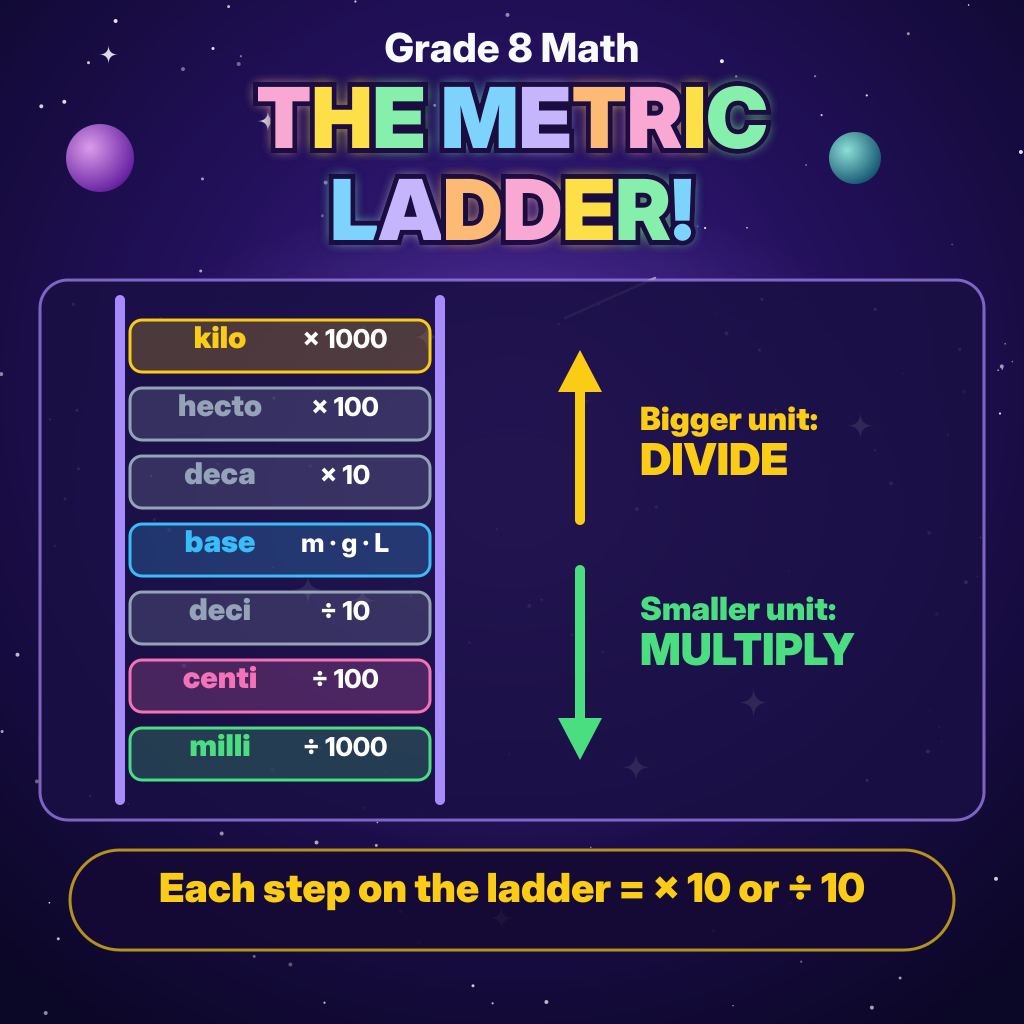 Grade 8 Math
THE METRIC
LADDER!
kilo × 1000
hecto × 100
deca × 10
base m · g · L
deci ÷ 10
centi ÷ 100
milli ÷ 1000
Bigger unit:
DIVIDE
Smaller unit:
MULTIPLY
Each step on the ladder = × 10 or ÷ 10